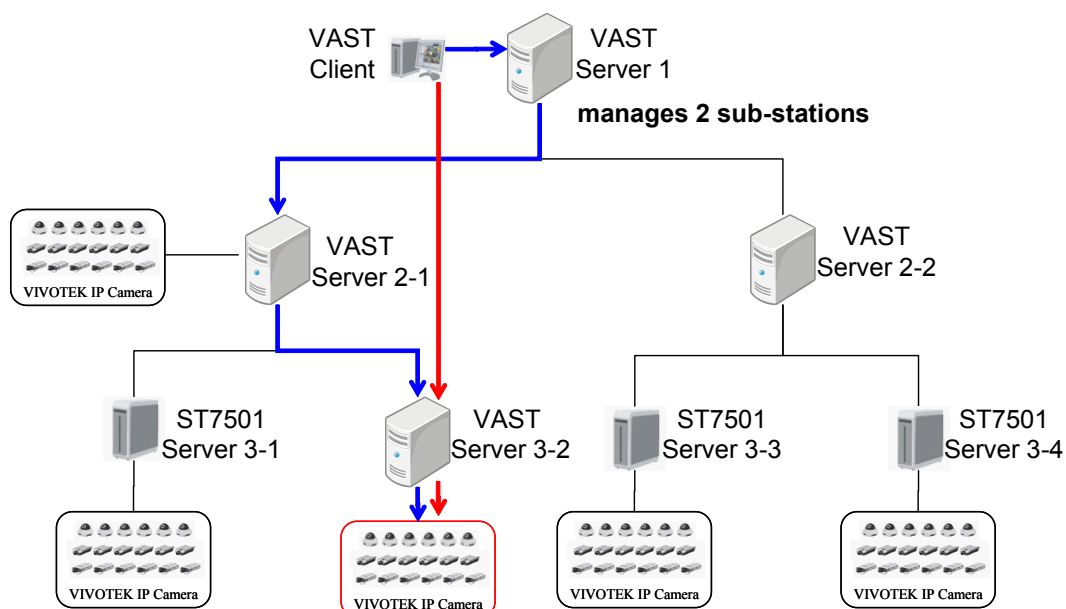 VAST
Client
VAST
Server 1
manages 2 sub-stations
VIVOTEK IP Camera
VAST
Server 2-1
VAST
Server 2-2
ST7501
Server 3-1
VAST
Server 3-2
ST7501
Server 3-3
ST7501
Server 3-4
VIVOTEK IP Camera
VIVOTEK IP Camera
VIVOTEK IP Camera
VIVOTEK IP Camera